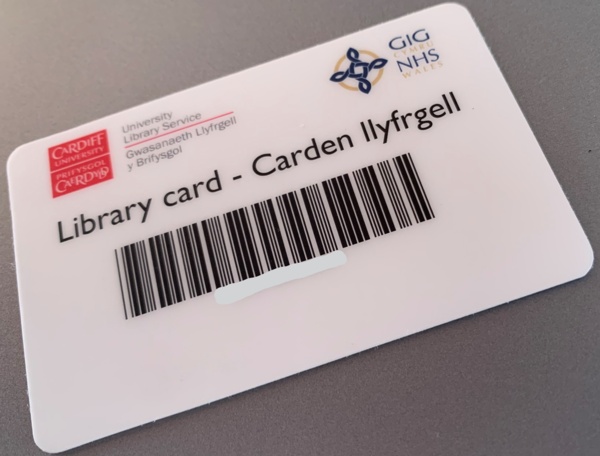 CARDIFF
UNIVERSITY
PRIFYSGOL
CAERDYDD
University
Library Service
Gwasanaeth Llyfrgell
y Brifysgol
GIG
CYMRU
NHS
WALES
Library card - Carden llyfrgell